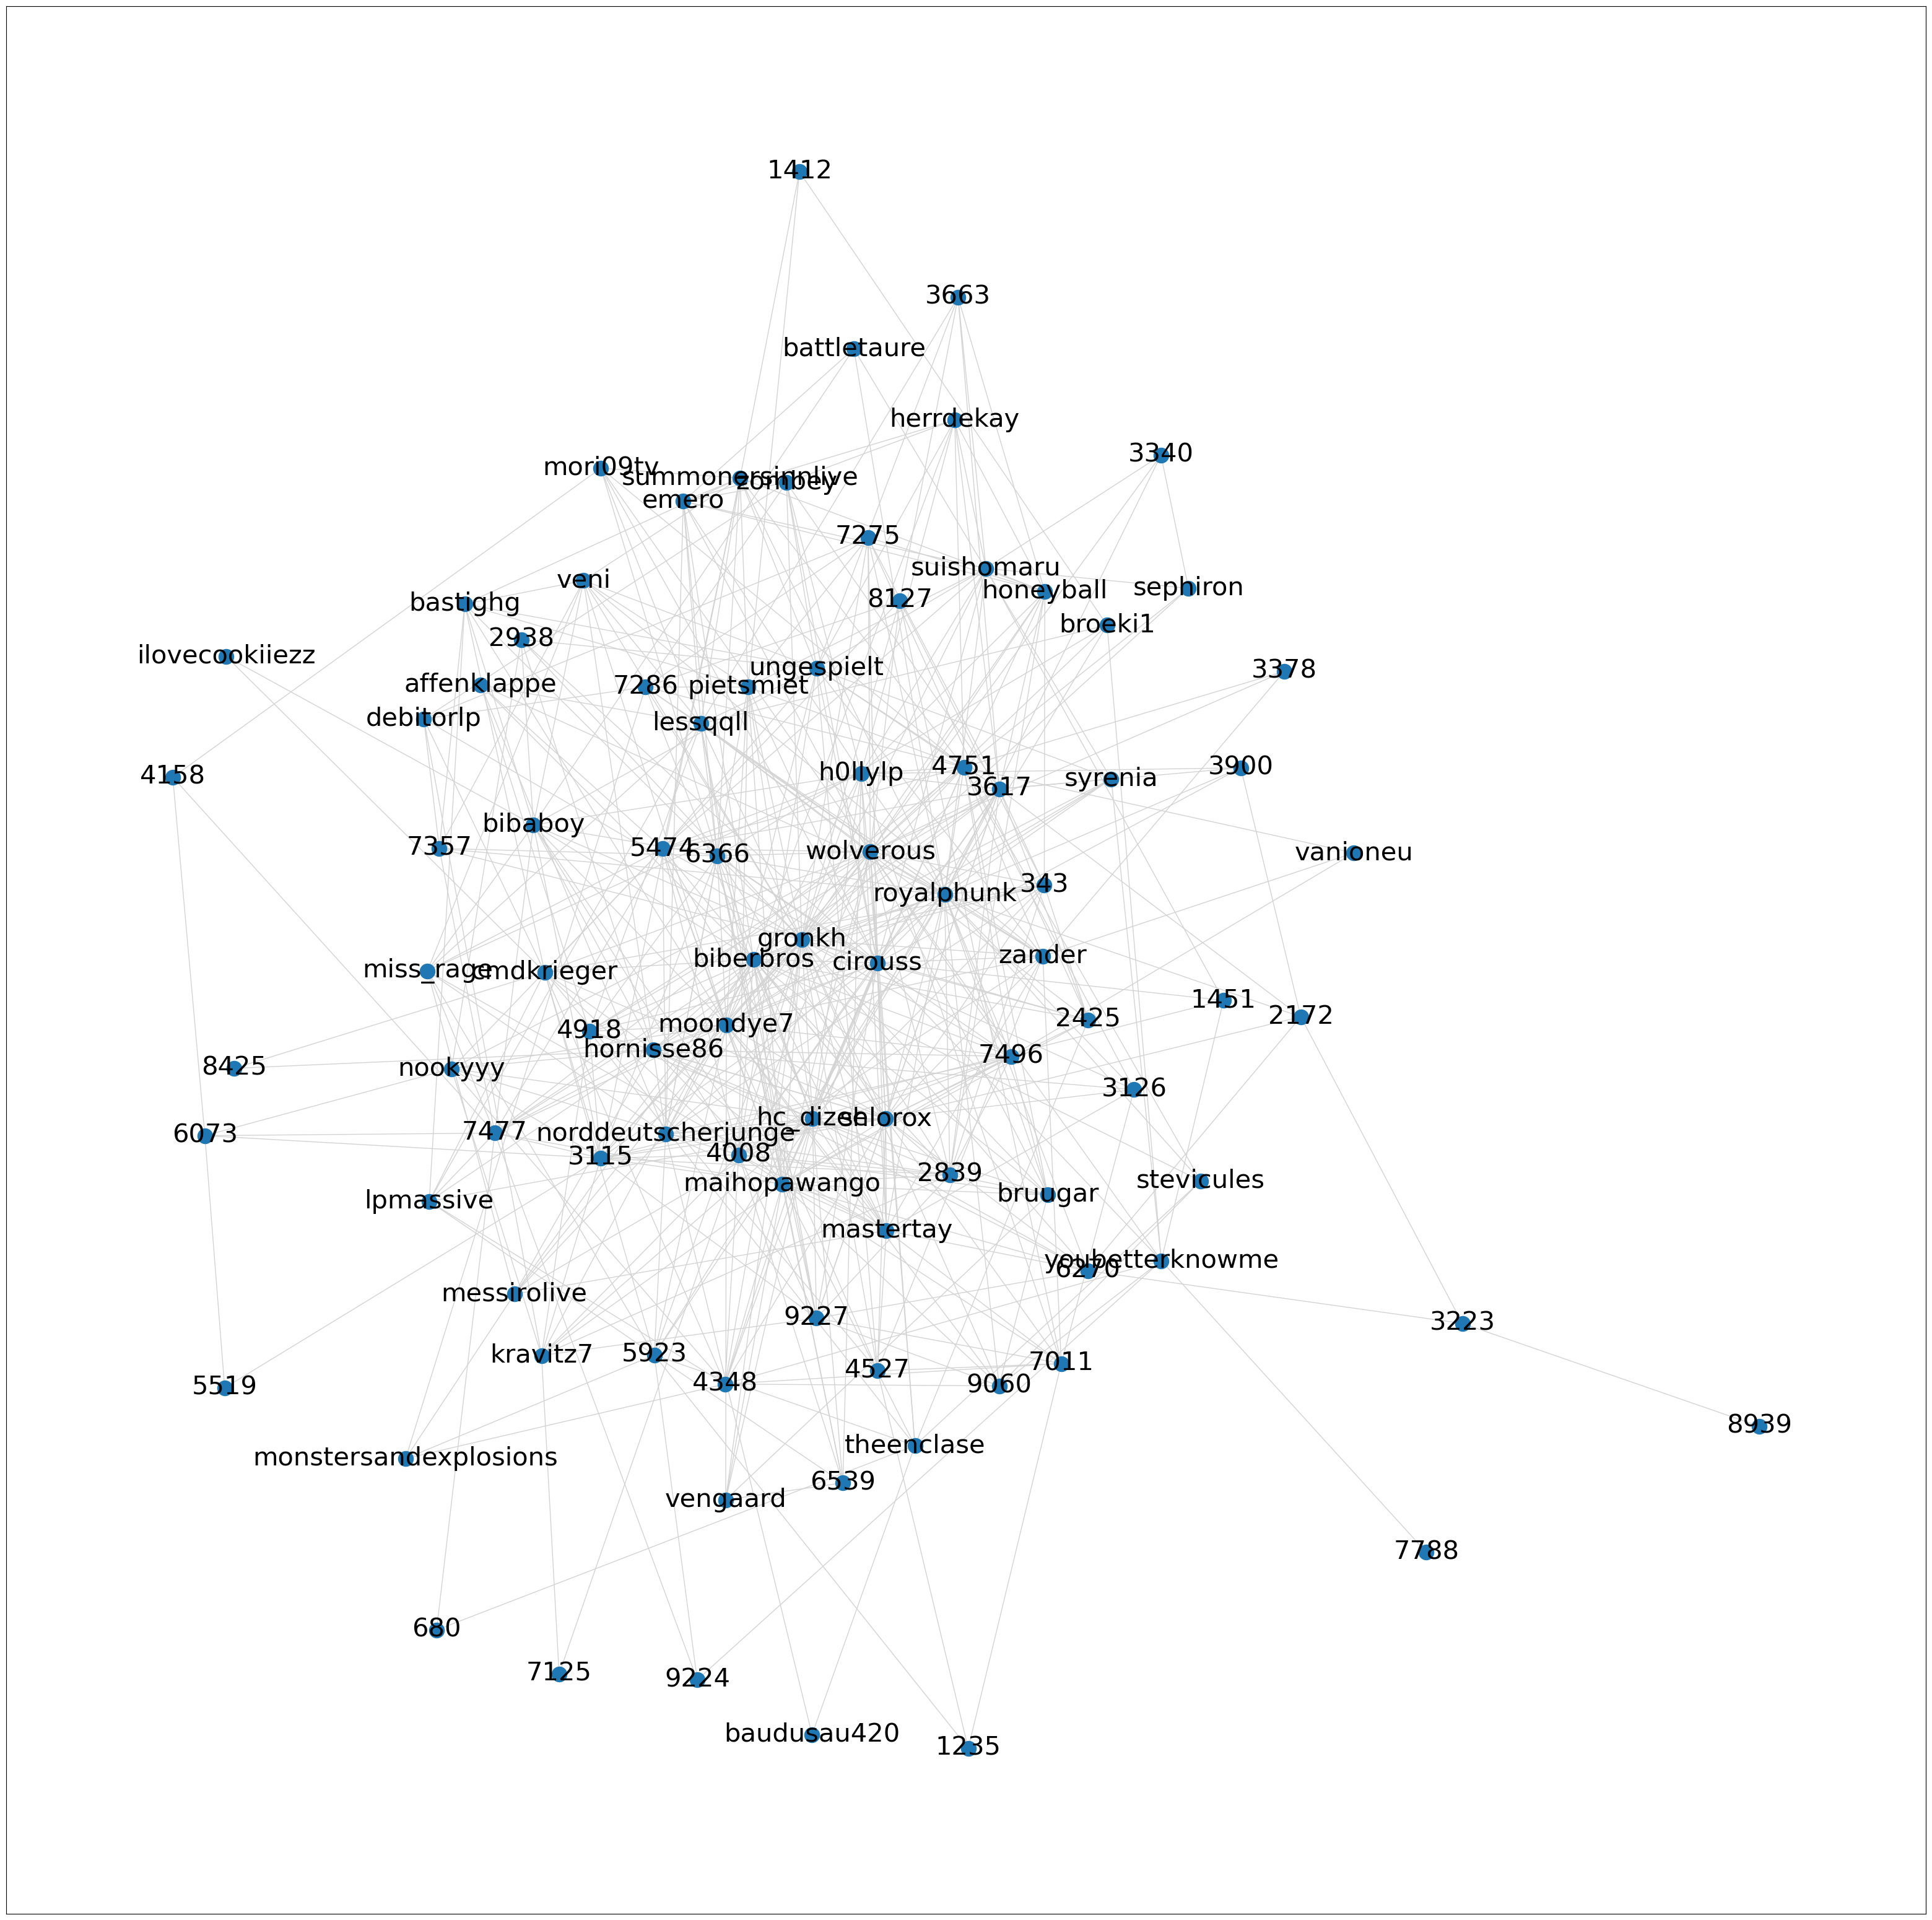 1412
3663
battletaure
herrdekay
3340
mori09tv
summonersinnlive
zombey
emero
7275
suishomaru
honeyball
sephiron
veni
bastighg
8127
broeki1
2938
ilovecookiiezz
ungespielt
3378
affenklappe
7286
pietsmiet
debitorlp
lessqqll
4158
h0llylp
4751
3617
syrenia
3900
bibaboy
7357
5474
6366
wolverous
vanioneu
royalphunk
343
gronkh
biberbros
cirouss
zander
miss_rage
cmdkrieger
1451
2172
4918
moondye7
2425
hornisse86
7496
8425
nookyyy
3126
hc_dizee
shlorox
6073
7477
norddeutscherjunge
3115
4008
maihopawango
2839
bruugar
stevicules
lpmassive
mastertay
youbetterknowme
6270
messirolive
9227
3223
kravitz7
5923
4348
4527
7011
9060
5519
8939
monstersandexplosions
theenclase
6539
vengaard
7788
680
7125
9224
baudusau420
1235